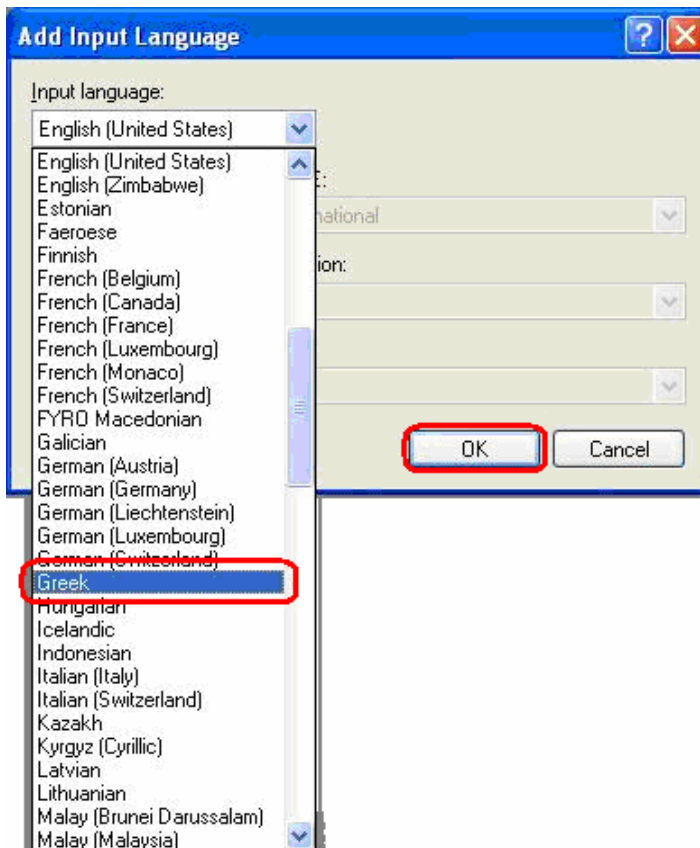 Add Input Language
Input language:
English (United States)
English (United States)
English (Zimbabwe)
Estonian
Faeroese
Finnish
French (Belgium)
French (Canada)
French (France)
French (Luxembourg)
French (Monaco)
French (Switzerland)
FYRO Macedonian
Galician
German (Austria)
German (Germany)
German (Liechtenstein)
German (Luxembourg)
German (Switzerland)
Greek
Hungarian
Icelandic
Indonesian
Italian (Italy)
Italian (Switzerland)
Kazakh
Kyrgyz (Cyrillic)
Latvian
Lithuanian
Malay (Brunei Darussalam)
Malay (Malaysia)
OK
Cancel